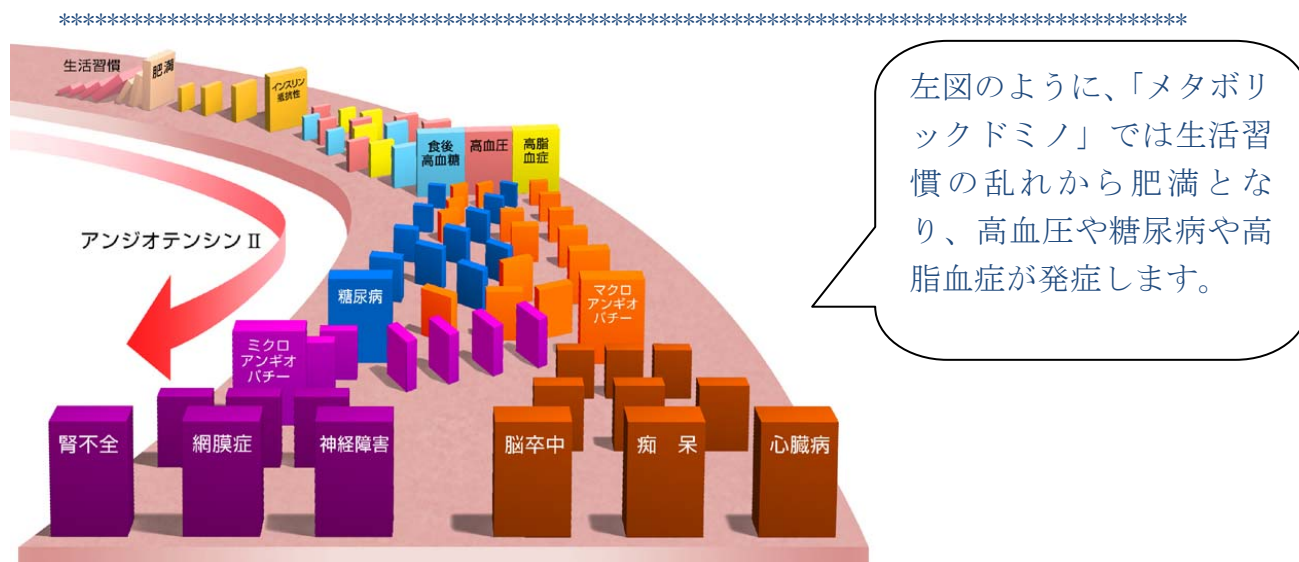 ****************************************************************************************************
生活習慣
肥満
インスリン
抵抗性
食後
高血糖
高血圧
高脂
血症
アンジオテンシン II
糖尿病
マクロ
アンギオ
パチー
ミクロ
アンギオ
パチー
腎不全
網膜症
神経障害
脳卒中
痴 呆
心臓病
左図のように、「メタボリ
ックドミノ」では生活習
慣の乱れから肥満とな
り、高血圧や糖尿病や高
脂血症が発症します。